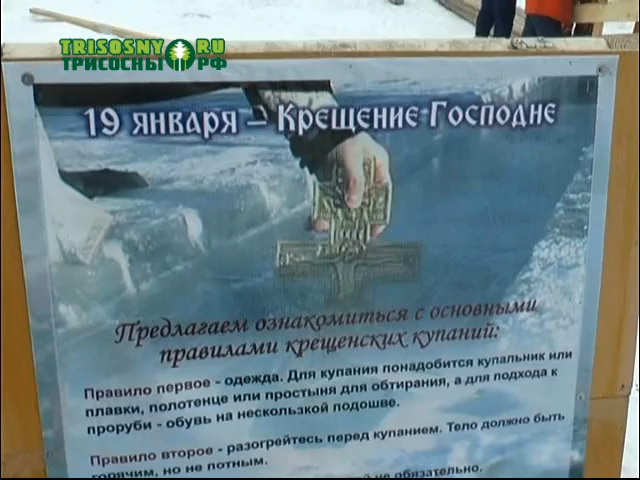 TRISOSNY.RU
ТРИСОСНЫ.РФ
19 января – Крещение Господне
Предлагаем ознакомиться с основными
правилами крещенских купаний:
Правило первое - одежда. Для купания понадобится купальник или
плавки, полотенце или простыня для обтирания, а для подхода к
проруби - обувь на нескользкой подошве.
Правило второе - разогрейтесь перед купанием. Тело должно быть
горячим, но не потным.
не обязательно.